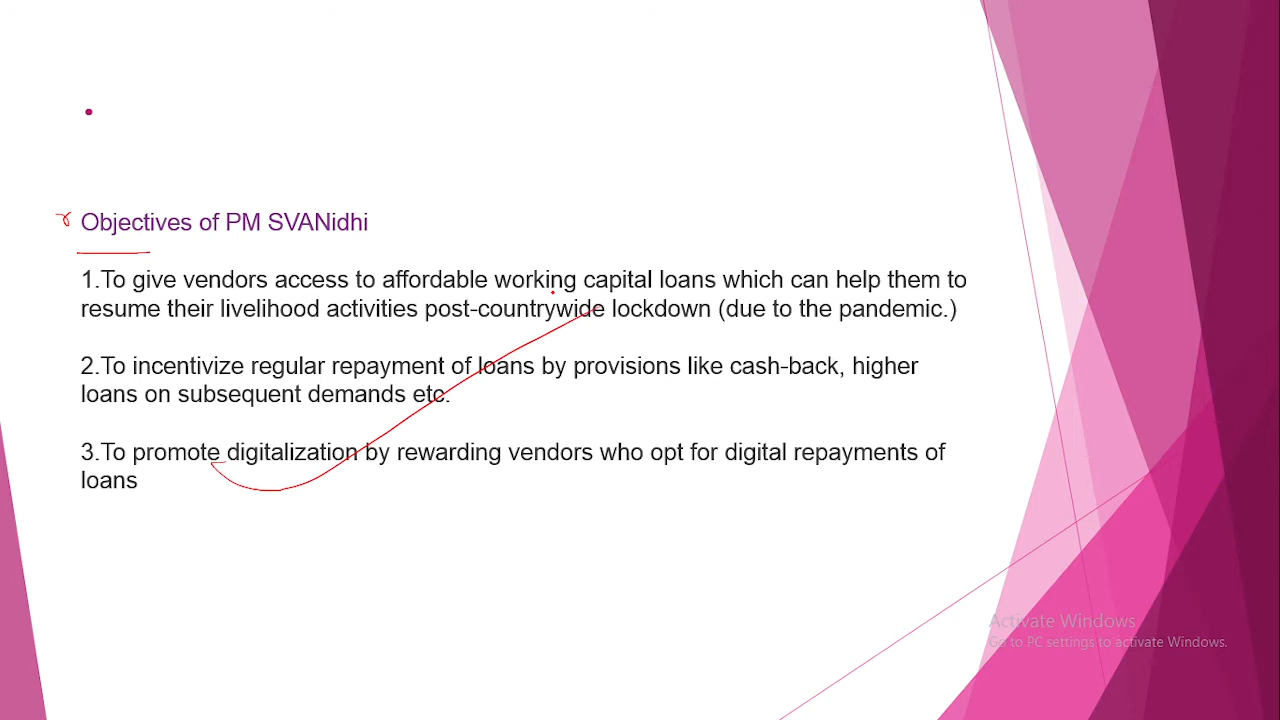 Objectives of PM SVANidhi
1.To give vendors access to affordable working capital loans which can help them to
resume their livelihood activities post-countrywide lockdown (due to the pandemic.)
2.To incentivize regular repayment of loans by provisions like cash-back, higher
loans on subsequent demands etc.
3.To promote digitalization by rewarding vendors who opt for digital repayments of
loans
Activate Windows
Go to PC settings to activate Windows.